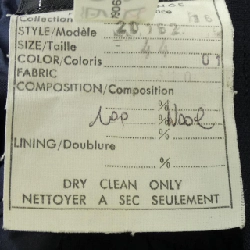 Collection
STYLE/Modèle 20163
SIZE/Taille 44
COLOR/Coloris 01
FABRIC
COMPOSITION/Composition
%
100 % Wool
%
LINING/Doublure
%
DRY CLEAN ONLY
NETTOYER A SEC SEULEMENT